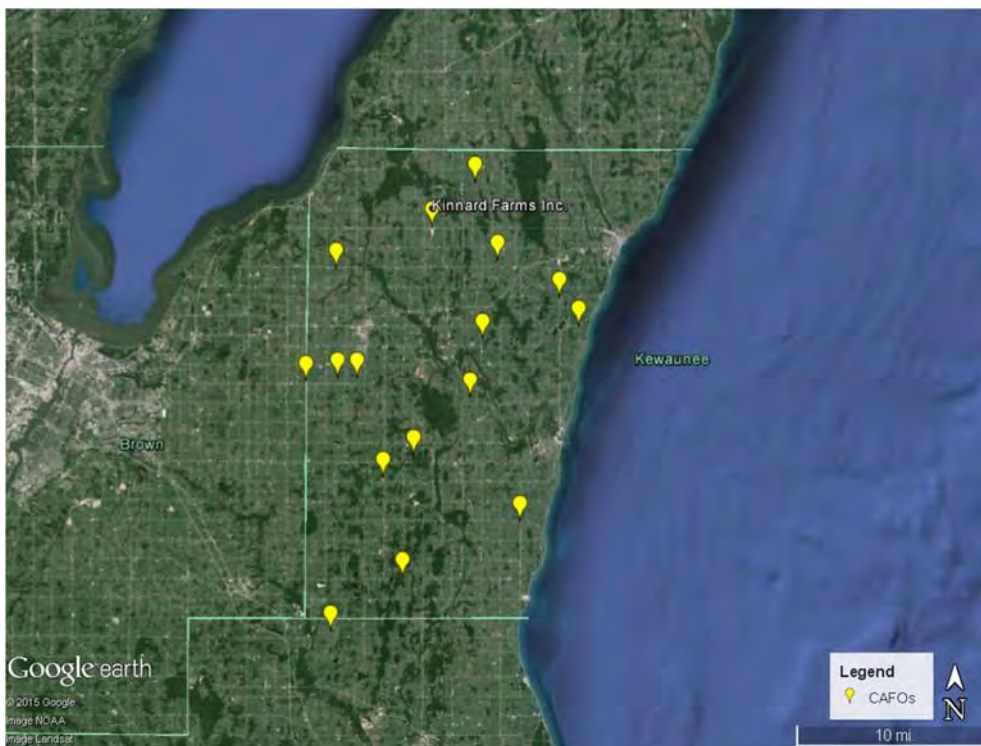 Kinnard Farms Inc.
Kewaunee
Brown
Google earth
© 2015 Google
Image NOAA
Image Landsat
Legend
CAFOs
N
10 mi